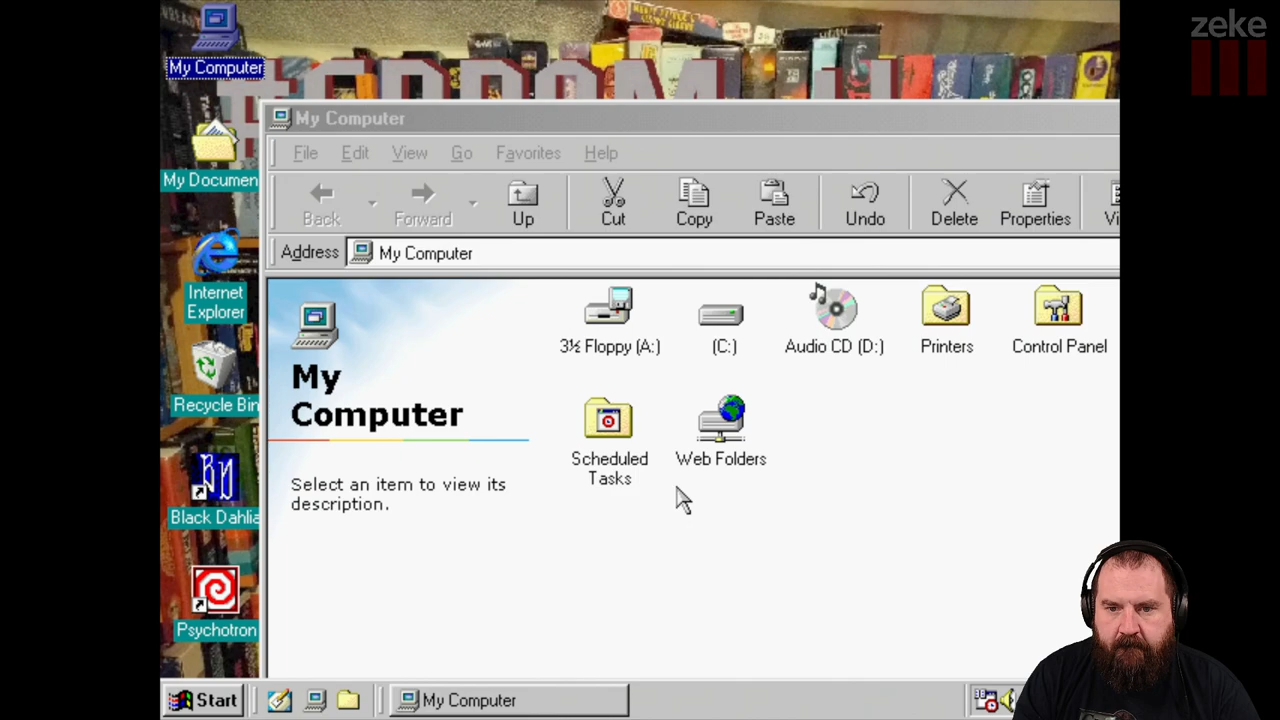 zeke
III
My Computer
My Computer
File Edit View Go Favorites Help
My Documen
Back Forward Up Cut Copy Paste Undo Delete Properties Vi
Address My Computer
Internet
Explorer
3½ Floppy (A:) (C:) Audio CD (D:) Printers Control Panel
My
Computer
Recycle Bin
Scheduled
Tasks
Web Folders
Select an item to view its
description.
Black Dahlia
Psychotron
Start My Computer